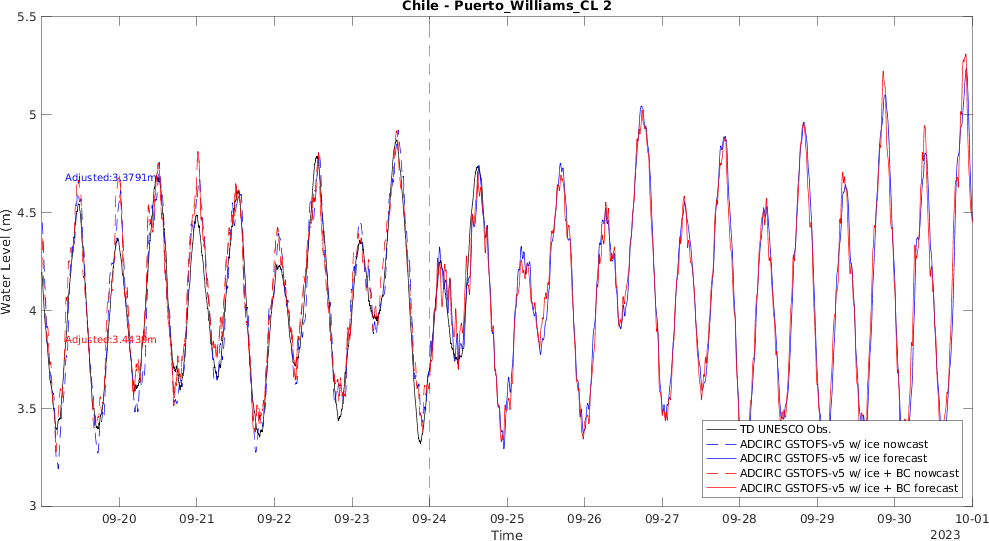 Chile - Puerto_Williams_CL 2
5.5
5
4.5
4
3.5
3
Water Level (m)
Adjusted:3.3791m
Adjusted:3.4439m
TD UNESCO Obs.
ADCIRC GSTOFS-v5 w/ ice nowcast
ADCIRC GSTOFS-v5 w/ ice forecast
ADCIRC GSTOFS-v5 w/ ice + BC nowcast
ADCIRC GSTOFS-v5 w/ ice + BC forecast
09-20 09-21 09-22 09-23 09-24 09-25 09-26 09-27 09-28 09-29 09-30 10-01
Time
2023